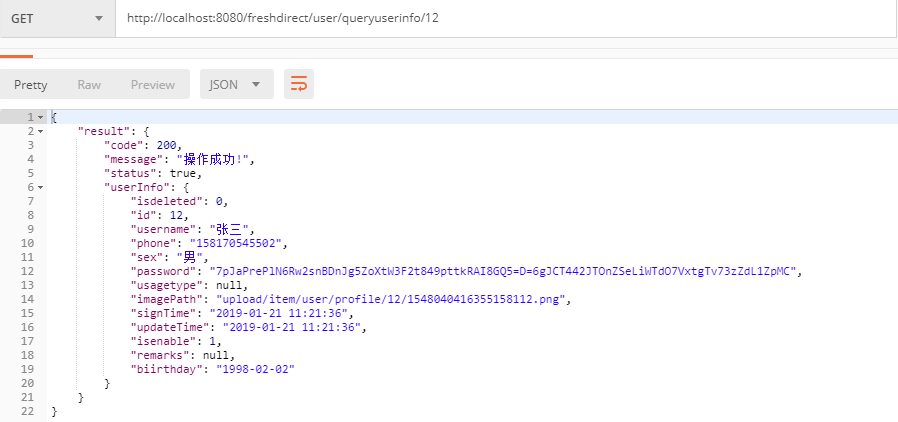 GET http://localhost:8080/freshdirect/user/queryuserinfo/12
Pretty Raw Preview JSON
1 {
2 "result": {
3 "code": 200,
4 "message": "操作成功!",
5 "status": true,
6 "userInfo": {
7 "isdeleted": 0,
8 "id": 12,
9 "username": "张三",
10 "phone": "158170545502",
11 "sex": "男",
12 "password": "7pJaPrePlN6Rw2snBDnJg5ZoXtW3F2t849pttkRAI8GQ5=D=6gJCT442JTOnZSeLiWTdO7VxtgTv73zZdL1ZpMC",
13 "usagetype": null,
14 "imagePath": "upload/item/user/profile/12/1548040416355158112.png",
15 "signTime": "2019-01-21 11:21:36",
16 "updateTime": "2019-01-21 11:21:36",
17 "isenable": 1,
18 "remarks": null,
19 "biirthday": "1998-02-02"
20 }
21 }
22 }